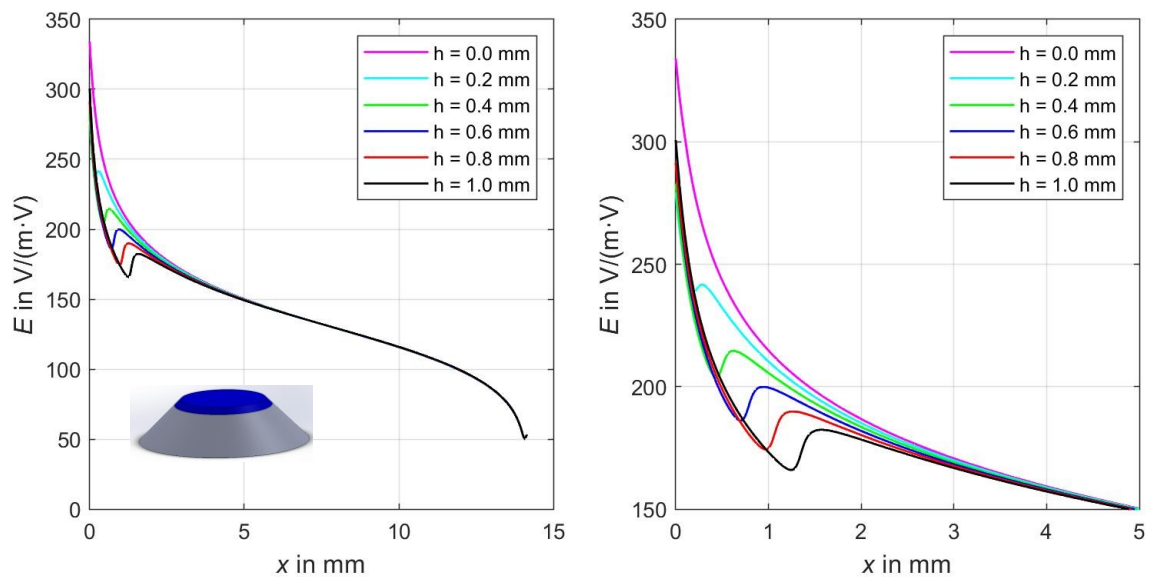 350
300
250
200
150
100
50
0
E in V/(m·V)
0
5
10
15
x in mm
h = 0.0 mm
h = 0.2 mm
h = 0.4 mm
h = 0.6 mm
h = 0.8 mm
h = 1.0 mm
350
300
250
200
150
E in V/(m·V)
0
1
2
3
4
5
x in mm
h = 0.0 mm
h = 0.2 mm
h = 0.4 mm
h = 0.6 mm
h = 0.8 mm
h = 1.0 mm